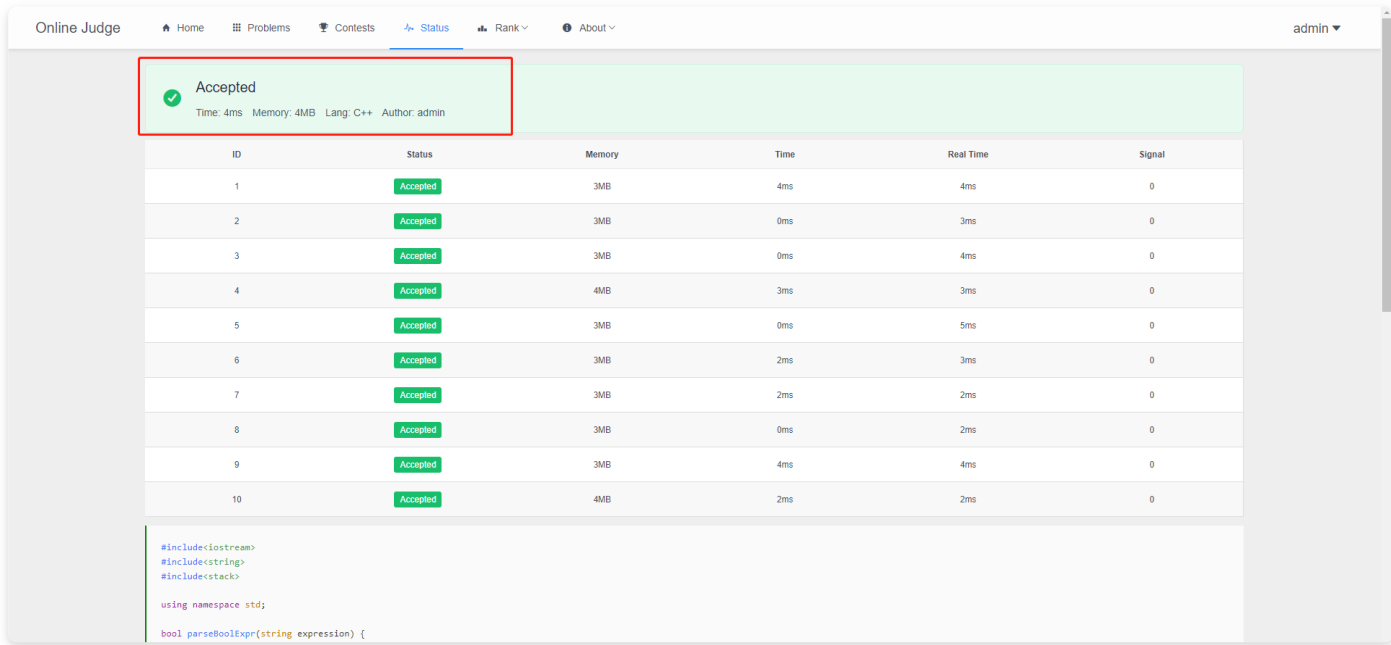 Online Judge Home Problems Contests Status Rank About admin
Accepted
Time: 4ms Memory: 4MB Lang: C++ Author: admin
ID Status Memory Time Real Time Signal
1 Accepted 3MB 4ms 4ms 0
2 Accepted 3MB 0ms 3ms 0
3 Accepted 3MB 0ms 4ms 0
4 Accepted 4MB 3ms 3ms 0
5 Accepted 3MB 0ms 5ms 0
6 Accepted 3MB 2ms 3ms 0
7 Accepted 3MB 2ms 2ms 0
8 Accepted 3MB 0ms 2ms 0
9 Accepted 3MB 4ms 4ms 0
10 Accepted 4MB 2ms 2ms 0
#include<iostream>
#include<string>
#include<stack>
using namespace std;
bool parseBoolExpr(string expression) {